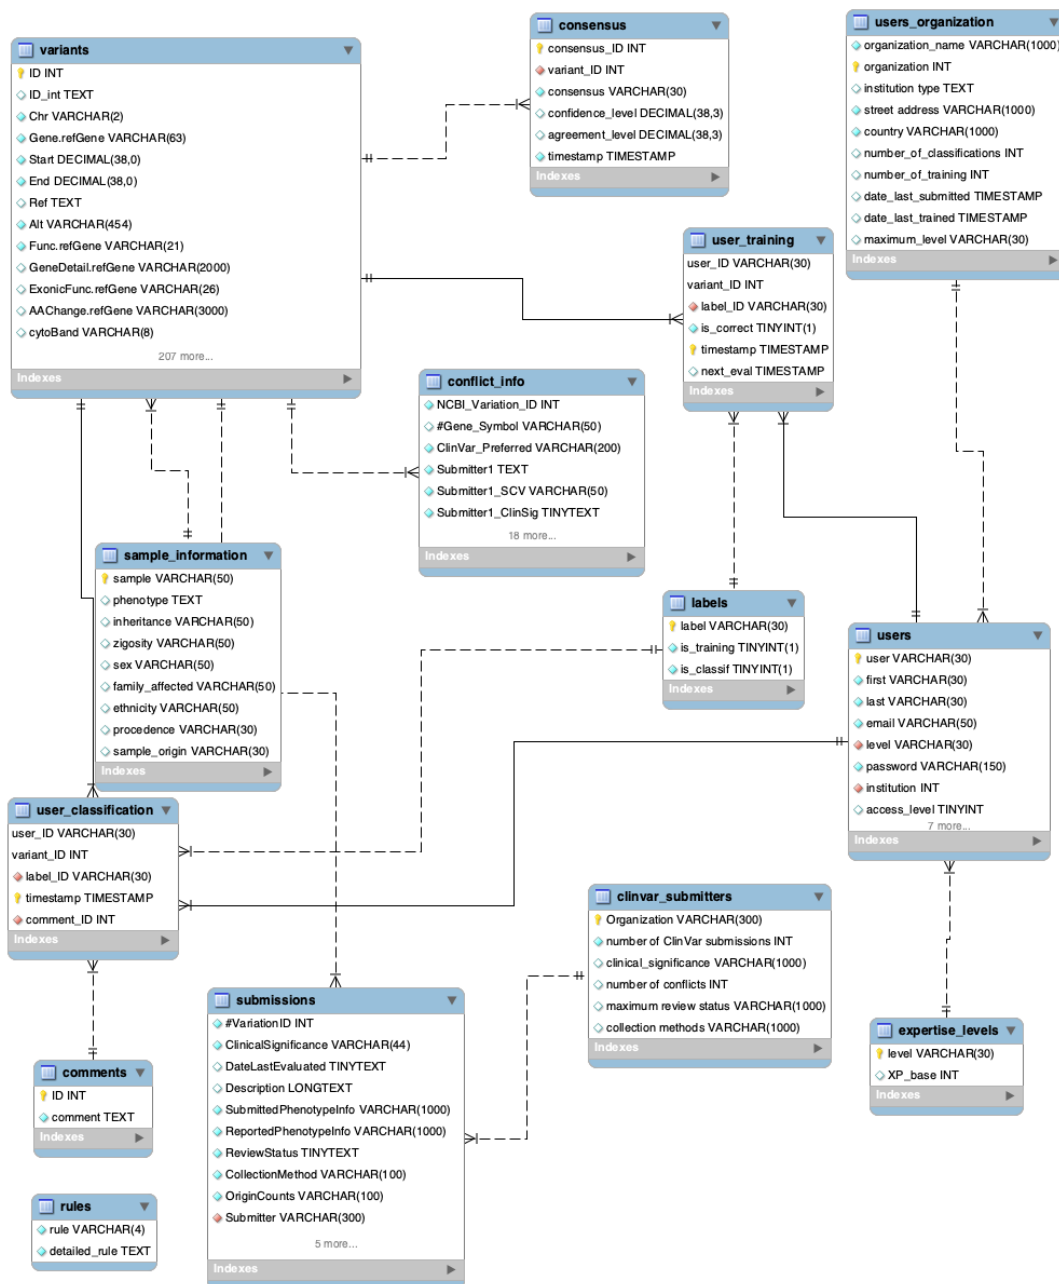 variants
ID INT
ID_int TEXT
Chr VARCHAR(2)
Gene.refGene VARCHAR(63)
Start DECIMAL(38,0)
End DECIMAL(38,0)
Ref TEXT
Alt VARCHAR(454)
Func.refGene VARCHAR(21)
GeneDetail.refGene VARCHAR(2000)
ExonicFunc.refGene VARCHAR(26)
AAChange.refGene VARCHAR(3000)
cytoBand VARCHAR(8)
207 more...
Indexes
consensus
consensus_ID INT
variant_ID INT
consensus VARCHAR(30)
confidence_level DECIMAL(38,3)
agreement_level DECIMAL(38,3)
timestamp TIMESTAMP
Indexes
users_organization
organization_name VARCHAR(1000)
organization INT
institution type TEXT
street address VARCHAR(1000)
country VARCHAR(1000)
number_of_classifications INT
number_of_training INT
date_last_submitted TIMESTAMP
date_last_trained TIMESTAMP
maximum_level VARCHAR(30)
Indexes
user_training
user_ID VARCHAR(30)
variant_ID INT
label_ID VARCHAR(30)
is_correct TINYINT(1)
timestamp TIMESTAMP
next_eval TIMESTAMP
Indexes
conflict_info
NCBI_Variation_ID INT
#Gene_Symbol VARCHAR(50)
ClinVar_Preferred VARCHAR(200)
Submitter1 TEXT
Submitter1_SCV VARCHAR(50)
Submitter1_ClinSig TINYTEXT
18 more...
Indexes
sample_information
sample VARCHAR(50)
phenotype TEXT
inheritance VARCHAR(50)
zigosity VARCHAR(50)
sex VARCHAR(50)
family_affected VARCHAR(50)
ethnicity VARCHAR(50)
procedence VARCHAR(30)
sample_origin VARCHAR(30)
Indexes
labels
label VARCHAR(30)
is_training TINYINT(1)
is_classif TINYINT(1)
Indexes
users
user VARCHAR(30)
first VARCHAR(30)
last VARCHAR(30)
email VARCHAR(50)
level VARCHAR(30)
password VARCHAR(150)
institution INT
access_level TINYINT
7 more...
Indexes
user_classification
user_ID VARCHAR(30)
variant_ID INT
label_ID VARCHAR(30)
timestamp TIMESTAMP
comment_ID INT
Indexes
clinvar_submitters
Organization VARCHAR(300)
number of ClinVar submissions INT
clinical_significance VARCHAR(1000)
number of conflicts INT
maximum review status VARCHAR(1000)
collection methods VARCHAR(1000)
Indexes
submissions
#VariationID INT
ClinicalSignificance VARCHAR(44)
DateLastEvaluated TINYTEXT
Description LONGTEXT
SubmittedPhenotypeInfo VARCHAR(1000)
ReportedPhenotypeInfo VARCHAR(1000)
ReviewStatus TINYTEXT
CollectionMethod VARCHAR(100)
OriginCounts VARCHAR(100)
Submitter VARCHAR(300)
5 more...
Indexes
expertise_levels
level VARCHAR(30)
XP_base INT
Indexes
comments
ID INT
comment TEXT
Indexes
rules
rule VARCHAR(4)
detailed_rule TEXT